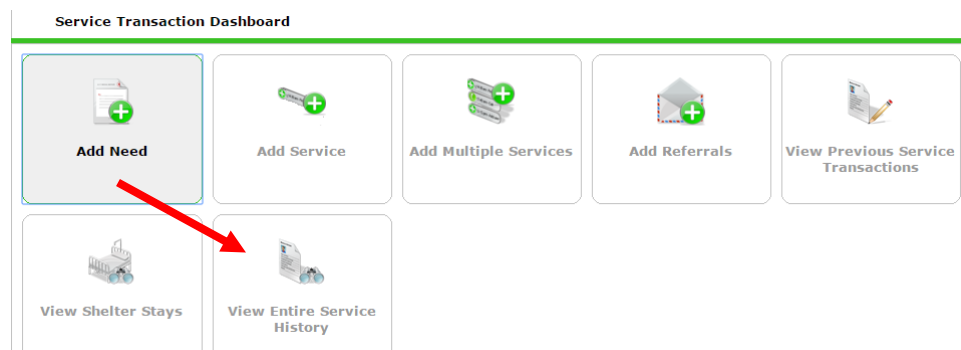 Service Transaction Dashboard
Add Need
Add Service
Add Multiple Services
Add Referrals
View Previous Service
Transactions
View Shelter Stays
View Entire Service
History